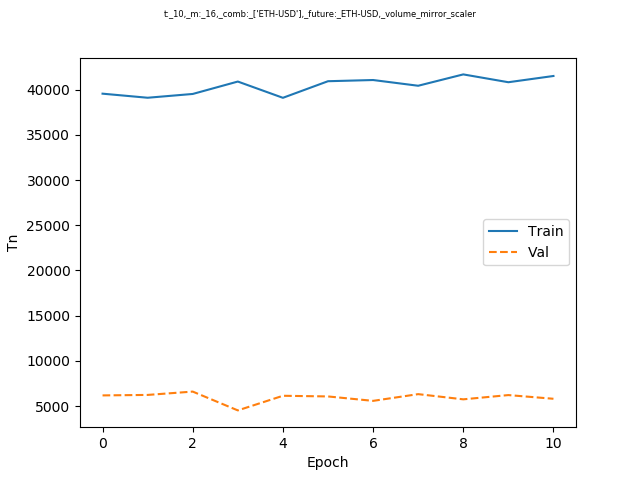 t:_10,_m:_16,_comb:_['ETH-USD'],_future:_ETH-USD,_volume_mirror_scaler
40000
35000
30000
25000
20000
15000
10000
5000
Tn
Train
Val
0 2 4 6 8 10
Epoch